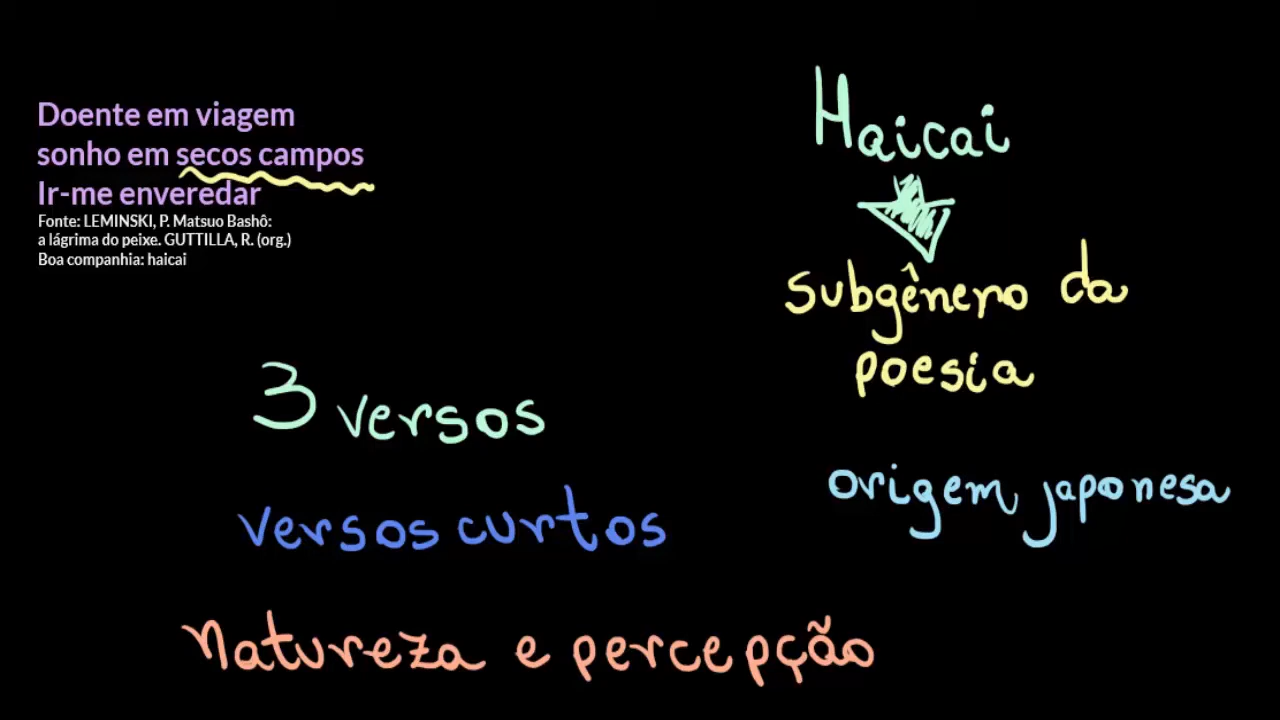 Doente em viagem
sonho em secos campos
Ir-me enveredar
Fonte: LEMINSKI, P. Matsuo Bashô:
a lágrima do peixe. GUTTILLA, R. (org.)
Boa companhia: haicai
Haicai
subgênero da
poesia
3 versos
origem japonesa
versos curtos
natureza e percepção